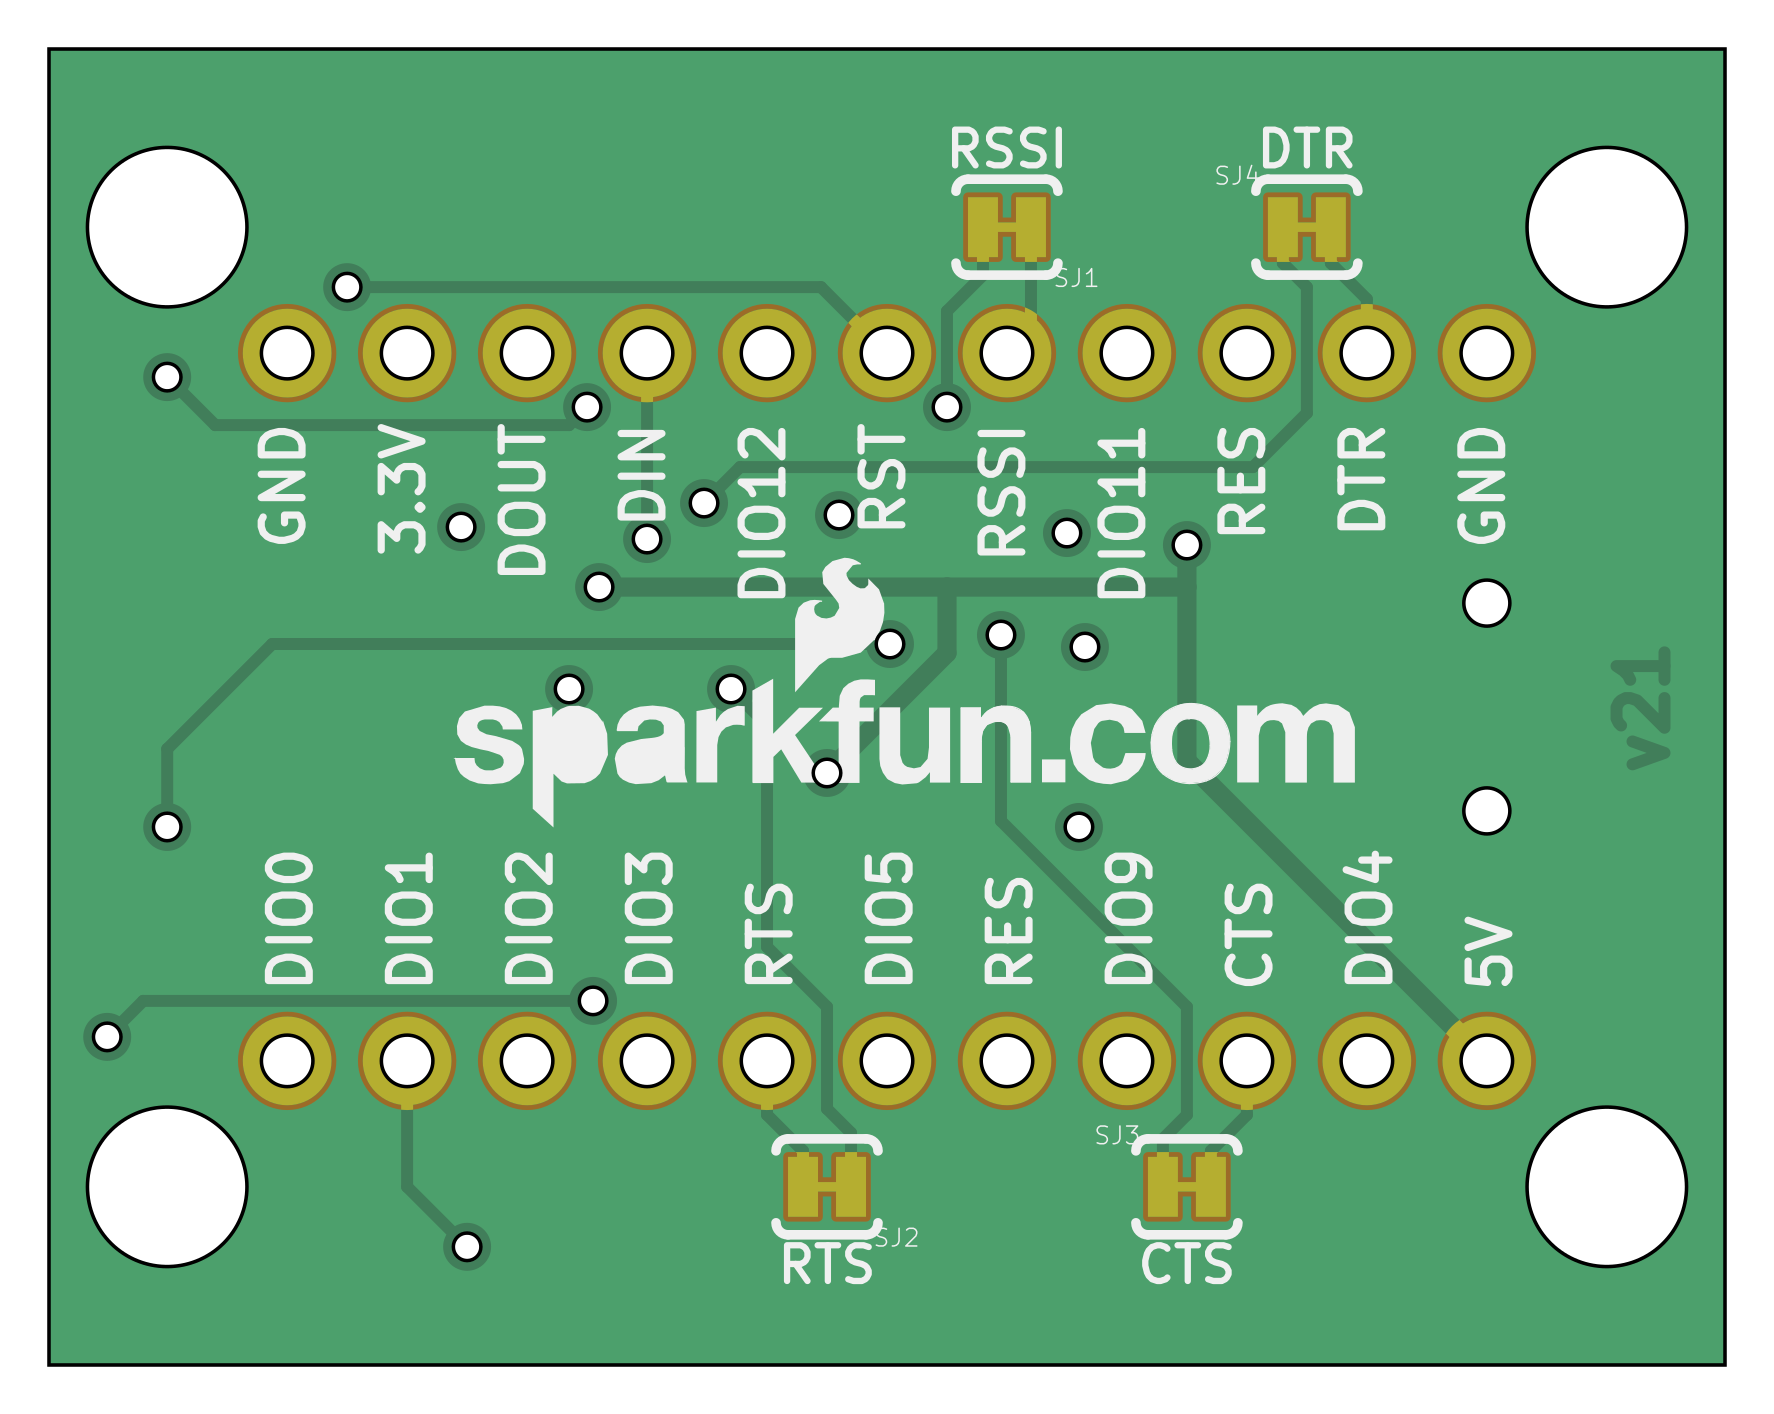 RSSI
DTR
SJ4
SJ1
GND
3.3V
DOUT
DIN
DIO12
RST
RSSI
DIO11
RES
DTR
GND
sparkfun.com
v21
DIO0
DIO1
DIO2
DIO3
RTS
DIO5
RES
DIO9
CTS
DIO4
5V
SJ3
SJ2
RTS
CTS